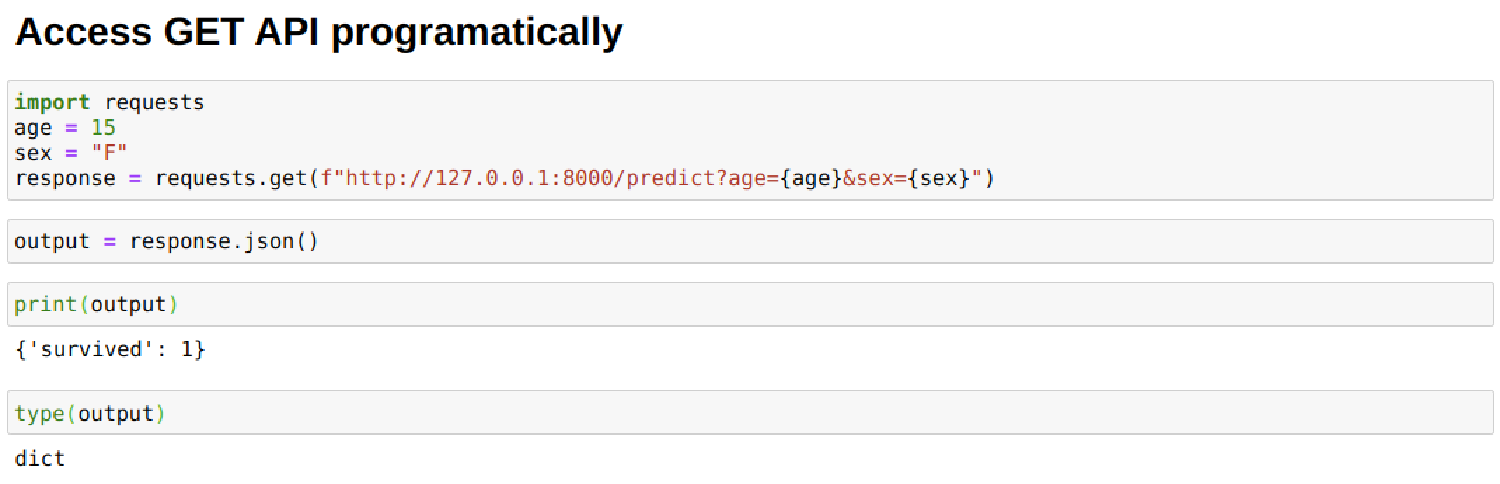 Access GET API programatically
import requests
age = 15
sex = "F"
response = requests.get(f"http://127.0.0.1:8000/predict?age={age}&sex={sex}")
output = response.json()
print(output)
{'survived': 1}
type(output)
dict